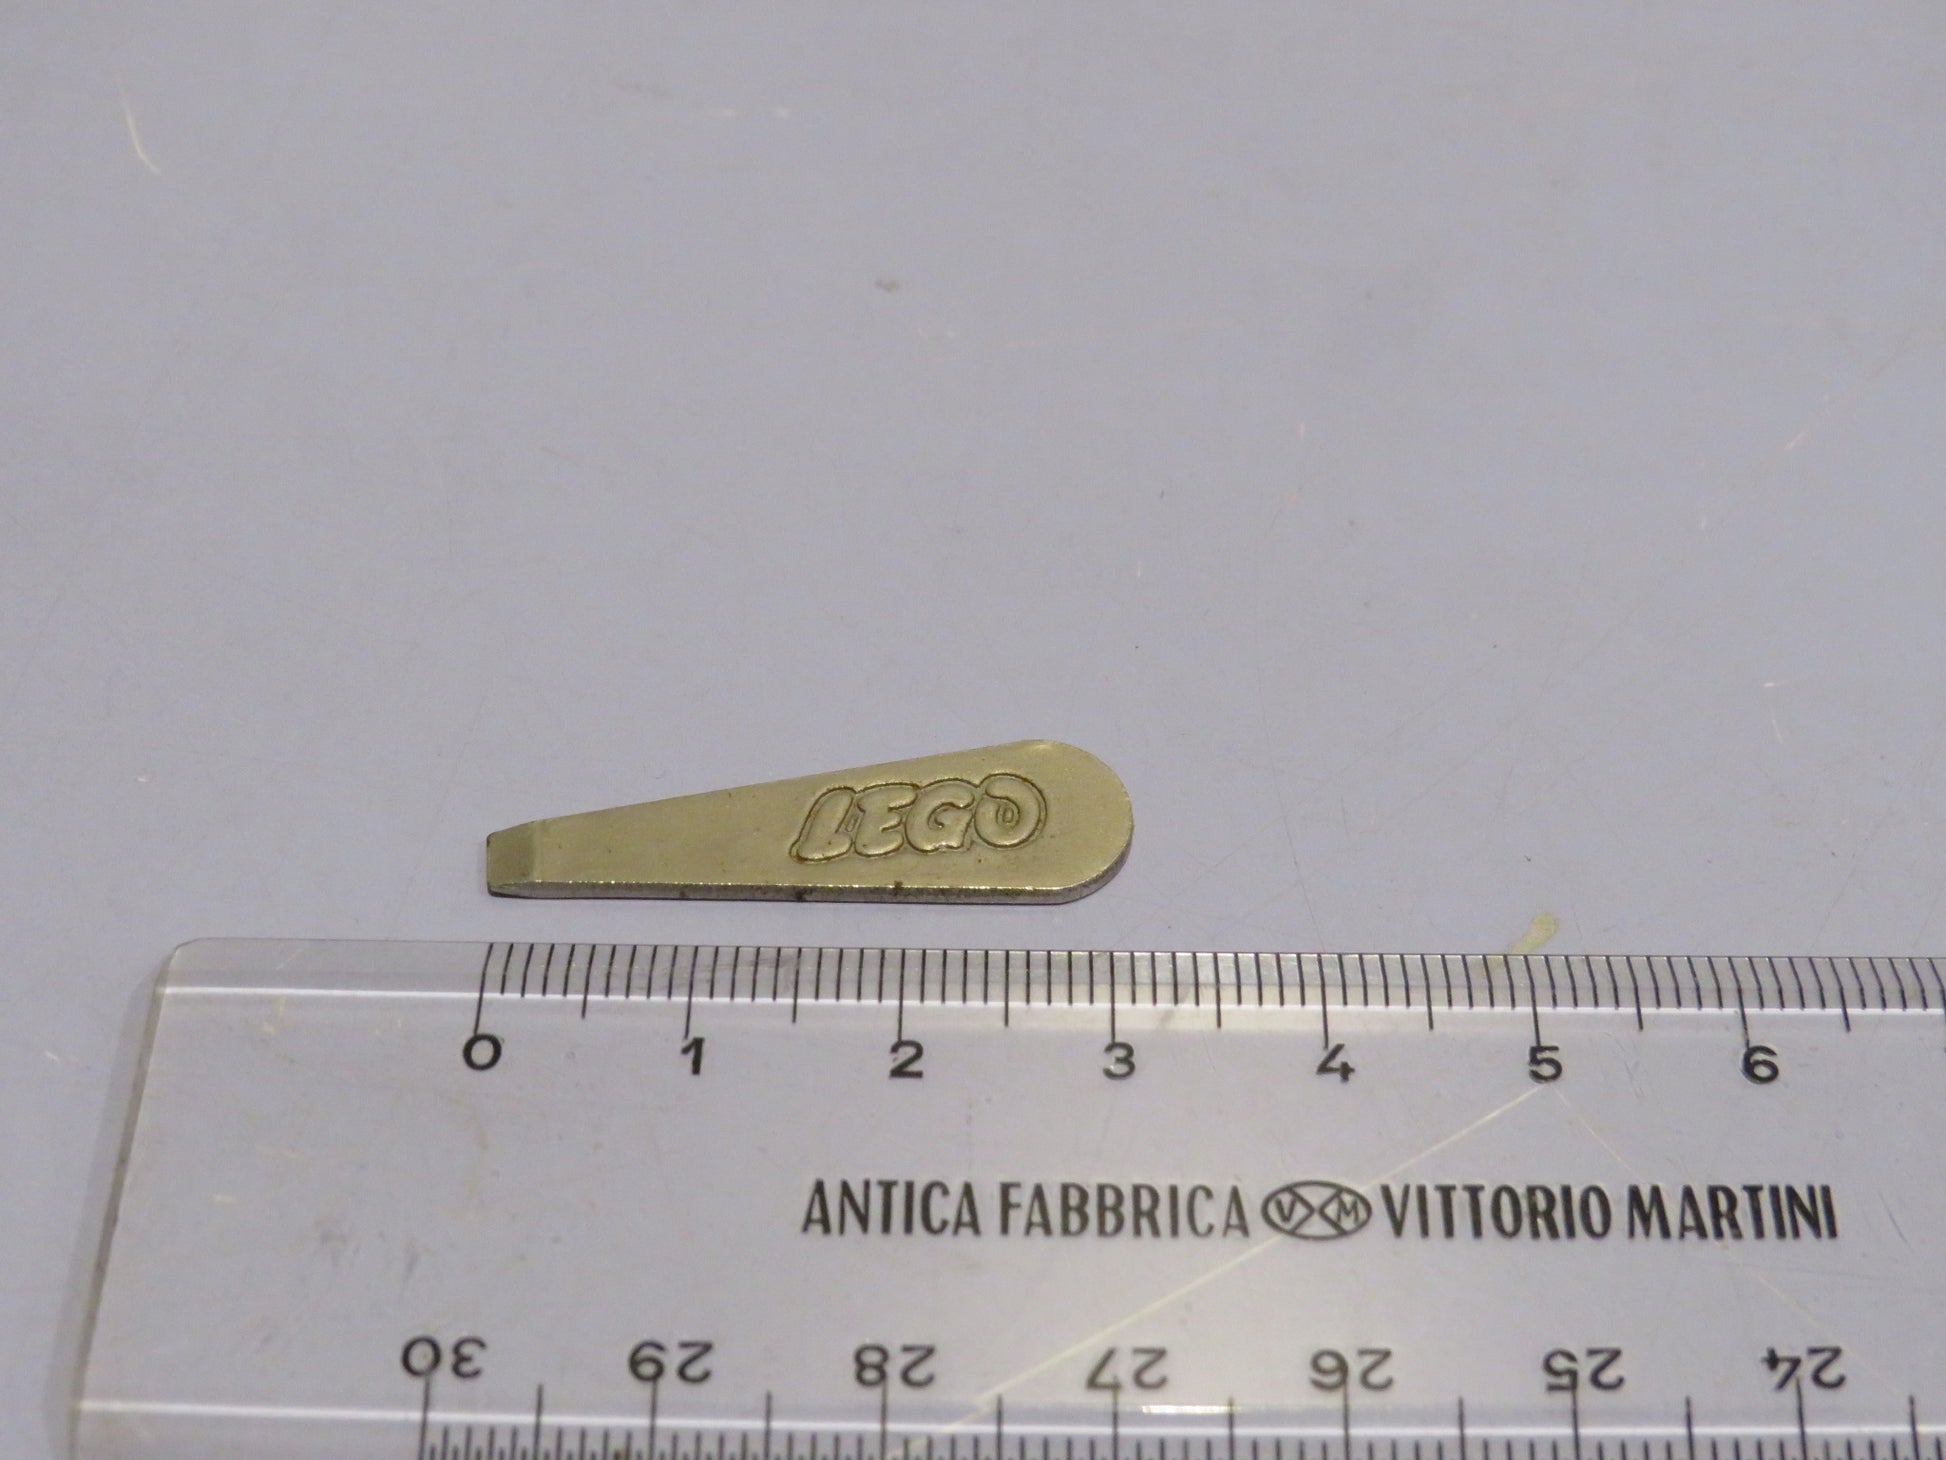 LEGO
0 1 2 3 4 5 6
ANTICA FABBRICA VM VITTORIO MARTINI
30 29 28 27 26 25 24